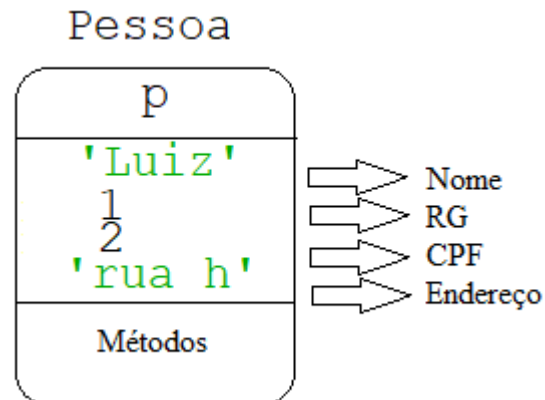 Pessoa
p
'Luiz'
Nome
1
RG
2
CPF
'rua h'
Endereço
Métodos